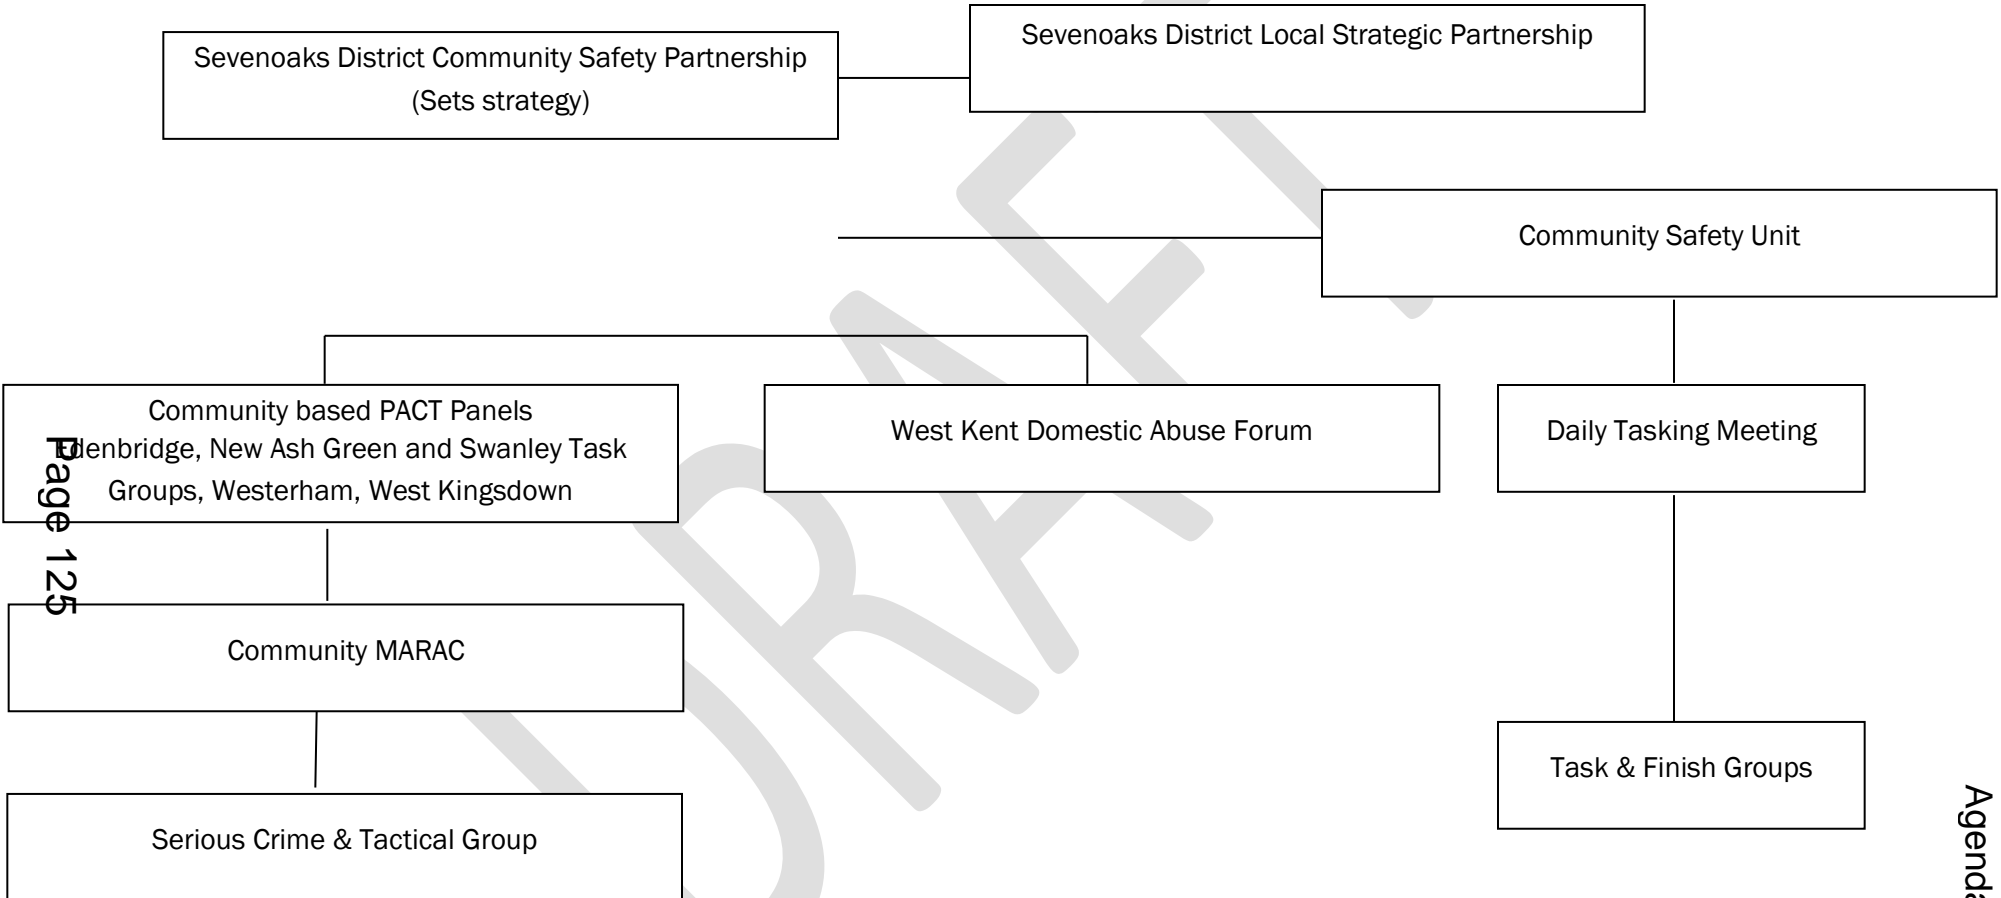 Sevenoaks District Community Safety Partnership
(Sets strategy)
Sevenoaks District Local Strategic Partnership
Community Safety Unit
Community based PACT Panels
Edenbridge, New Ash Green and Swanley Task
Groups, Westerham, West Kingsdown
West Kent Domestic Abuse Forum
Daily Tasking Meeting
Community MARAC
Task & Finish Groups
Serious Crime & Tactical Group
Page 125
Agenda
DRAFT